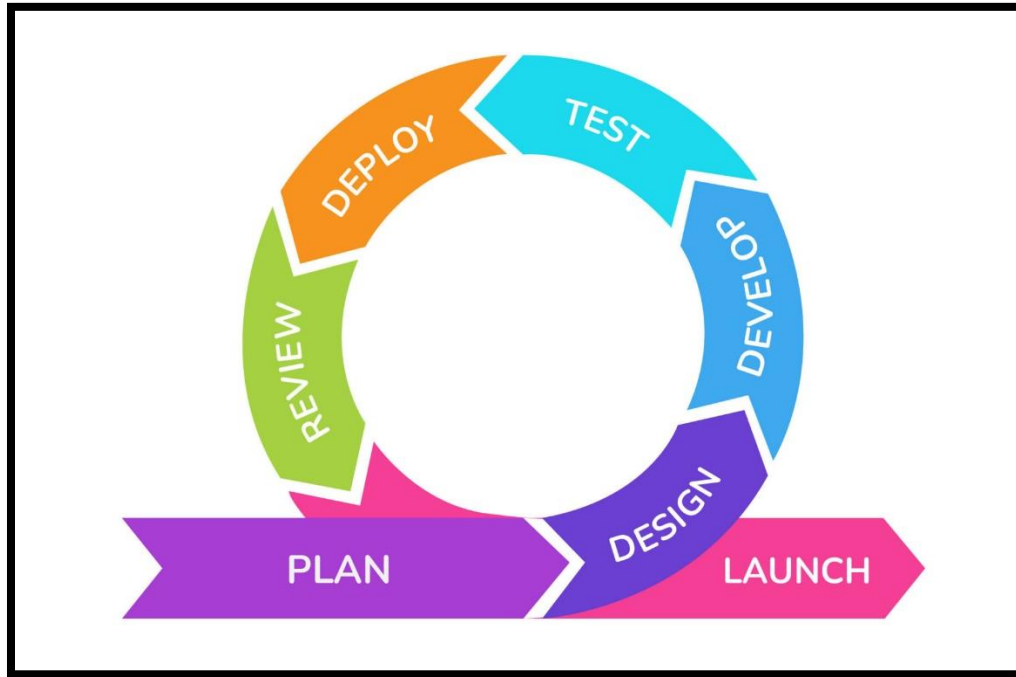 PLAN
DESIGN
DEVELOP
TEST
DEPLOY
REVIEW
LAUNCH